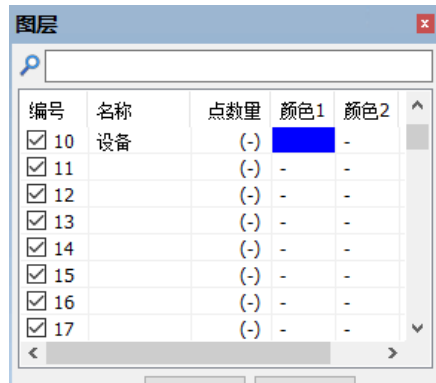 图层
编号 名称 点数量 颜色1 颜色2
10 设备 (-) -
11 (-) - -
12 (-) - -
13 (-) - -
14 (-) - -
15 (-) - -
16 (-) - -
17 (-) - -